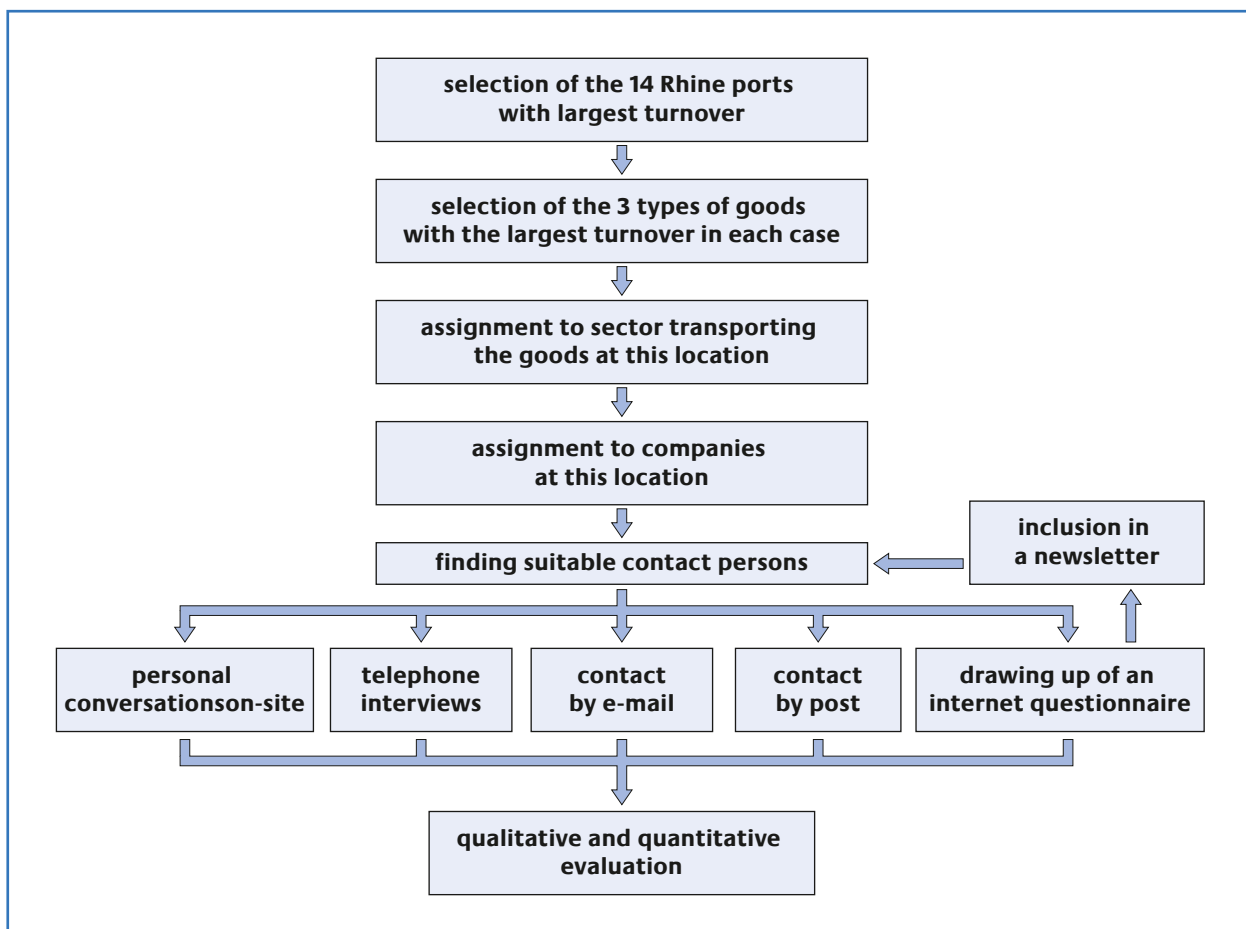 selection of the 14 Rhine ports
with largest turnover
selection of the 3 types of goods
with the largest turnover in each case
assignment to sector transporting
the goods at this location
assignment to companies
at this location
inclusion in
a newsletter
finding suitable contact persons
personal
conversationson-site
telephone
interviews
contact
by e-mail
contact
by post
drawing up of an
internet questionnaire
qualitative and quantitative
evaluation